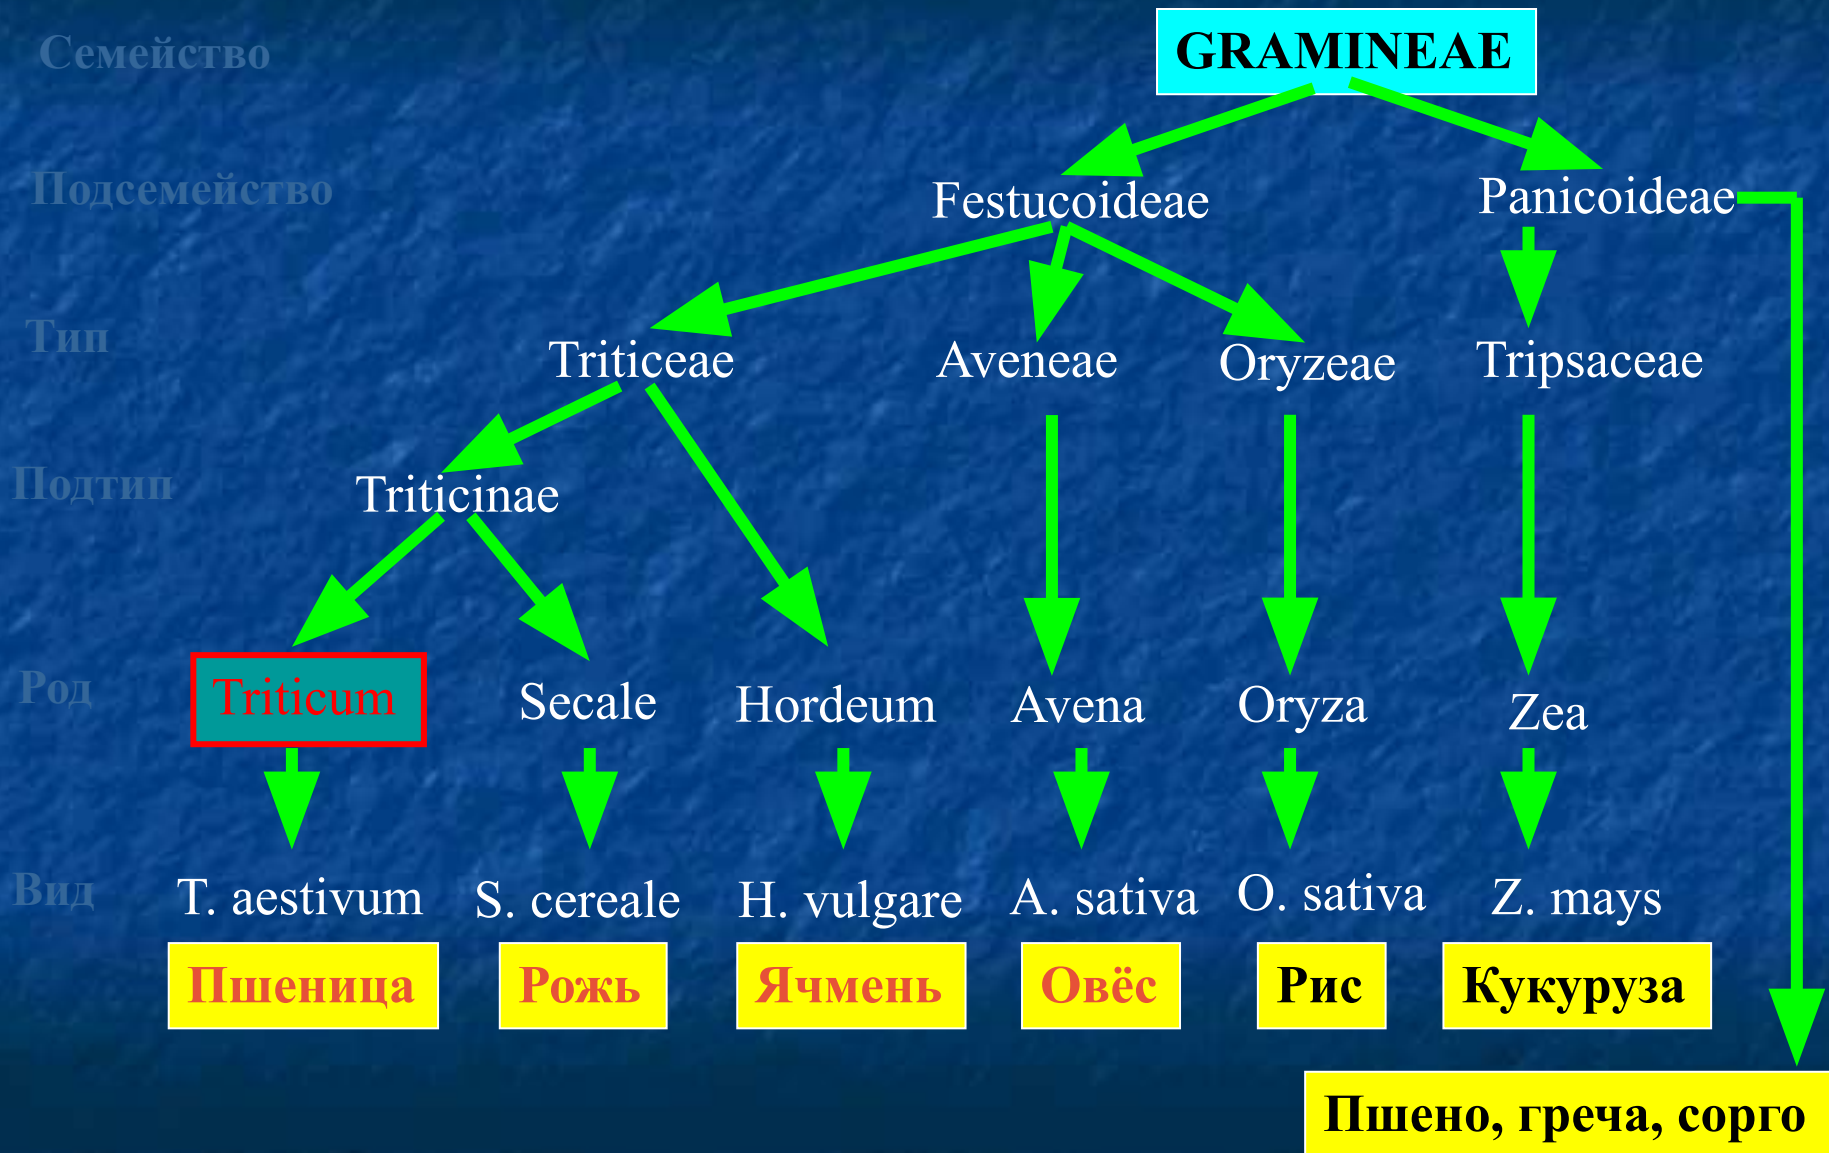 Семейство
GRAMINEAE
Подсемейство
Festucoideae
Panicoideae
Тип
Triticeae
Aveneae
Oryzeae
Tripsaceae
Подтип
Triticinae
Род
Triticum
Secale
Hordeum
Avena
Oryza
Zea
Вид
T. aestivum
S. cereale
H. vulgare
A. sativa
O. sativa
Z. mays
Пшеница
Рожь
Ячмень
Овёс
Рис
Кукуруза
Пшено, греча, сорго